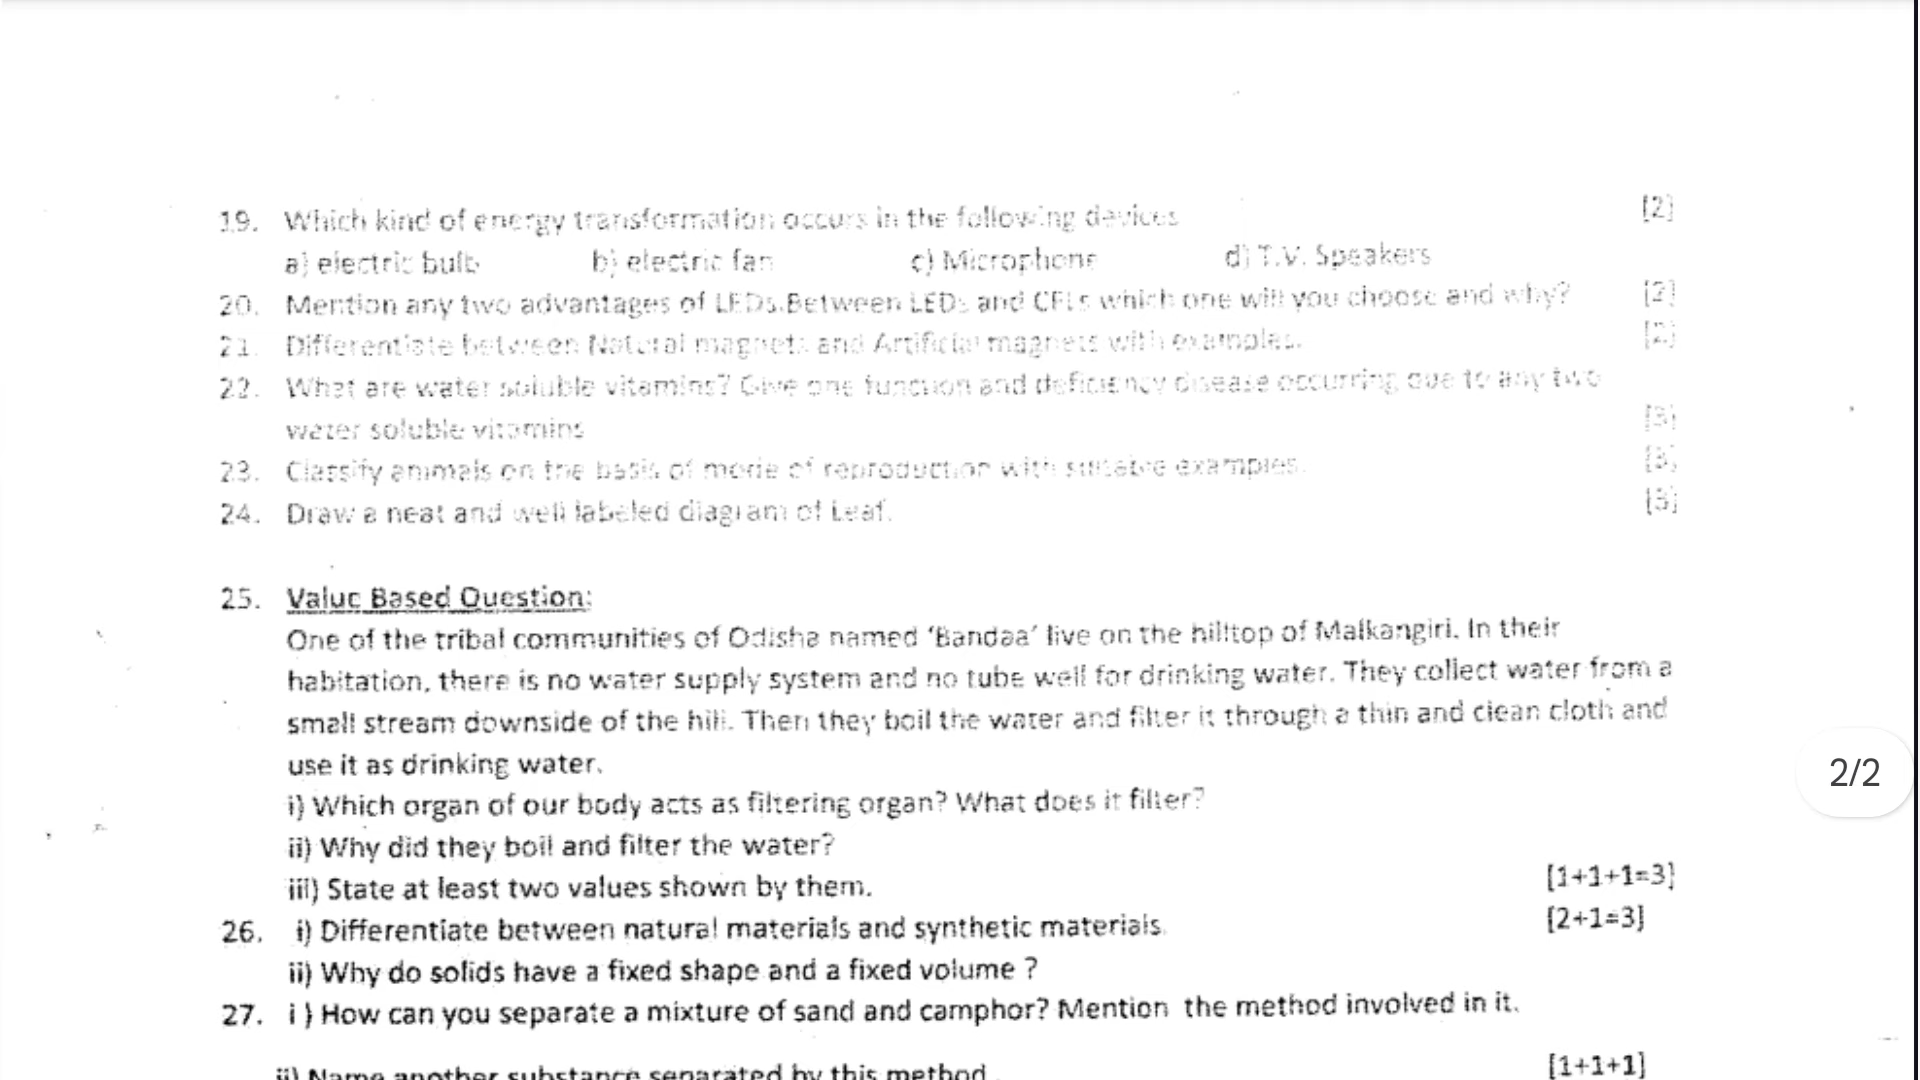 19. Which kind of energy transformation occurs in the following devices [2]
a) electric bulb b) electric fan c) Microphone d) T.V. Speakers
20. Mention any two advantages of LEDs.Between LEDs and CFLs which one will you choose and why? [2]
21. Differentiate between Natural magnets and Artificial magnets with examples. [2]
22. What are water soluble vitamins? Give one function and deficiency disease occurring due to any two
water soluble vitamins [3]
23. Classify animals on the basis of mode of reproduction with suitable examples. [3]
24. Draw a neat and well labeled diagram of Leaf. [3]
25. Value Based Question:
One of the tribal communities of Odisha named ‘Bandaa’ live on the hilltop of Malkangiri. In their
habitation, there is no water supply system and no tube well for drinking water. They collect water from a
small stream downside of the hill. Then they boil the water and filter it through a thin and clean cloth and
use it as drinking water.
2/2
i) Which organ of our body acts as filtering organ? What does it filter?
ii) Why did they boil and filter the water?
iii) State at least two values shown by them. [1+1+1=3]
26. i) Differentiate between natural materials and synthetic materials. [2+1=3]
ii) Why do solids have a fixed shape and a fixed volume ?
27. i ) How can you separate a mixture of sand and camphor? Mention the method involved in it.
ii) Name another substance separated by this method. [1+1+1]